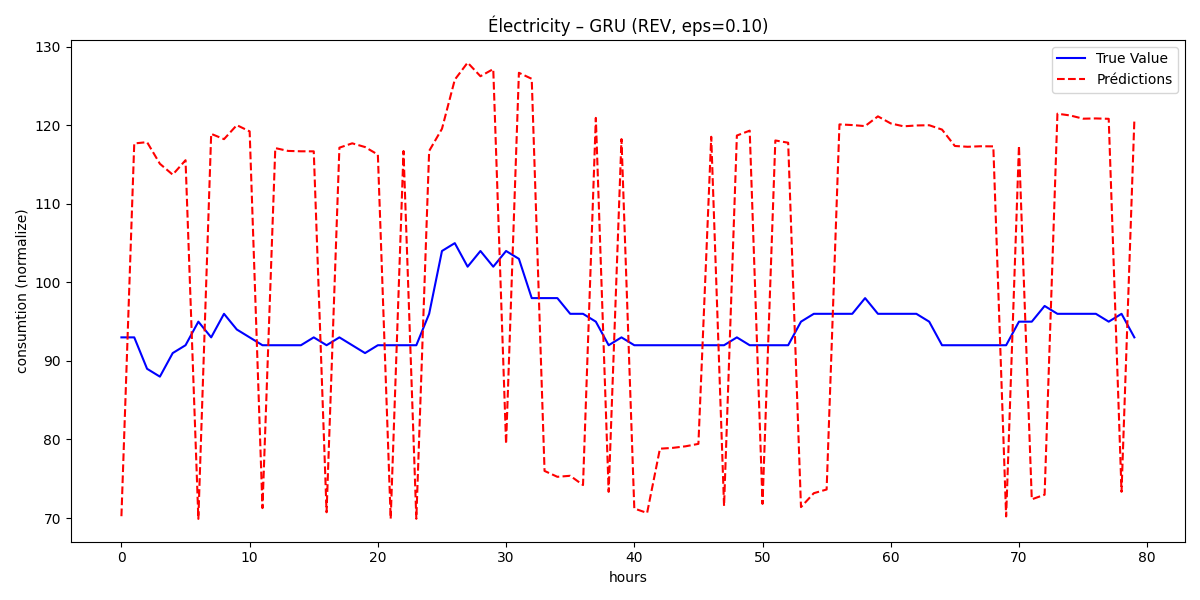 Électricity – GRU (REV, eps=0.10)
True Value
Prédictions
130
120
110
100
90
80
70
consumtion (normalize)
0 10 20 30 40 50 60 70 80
hours